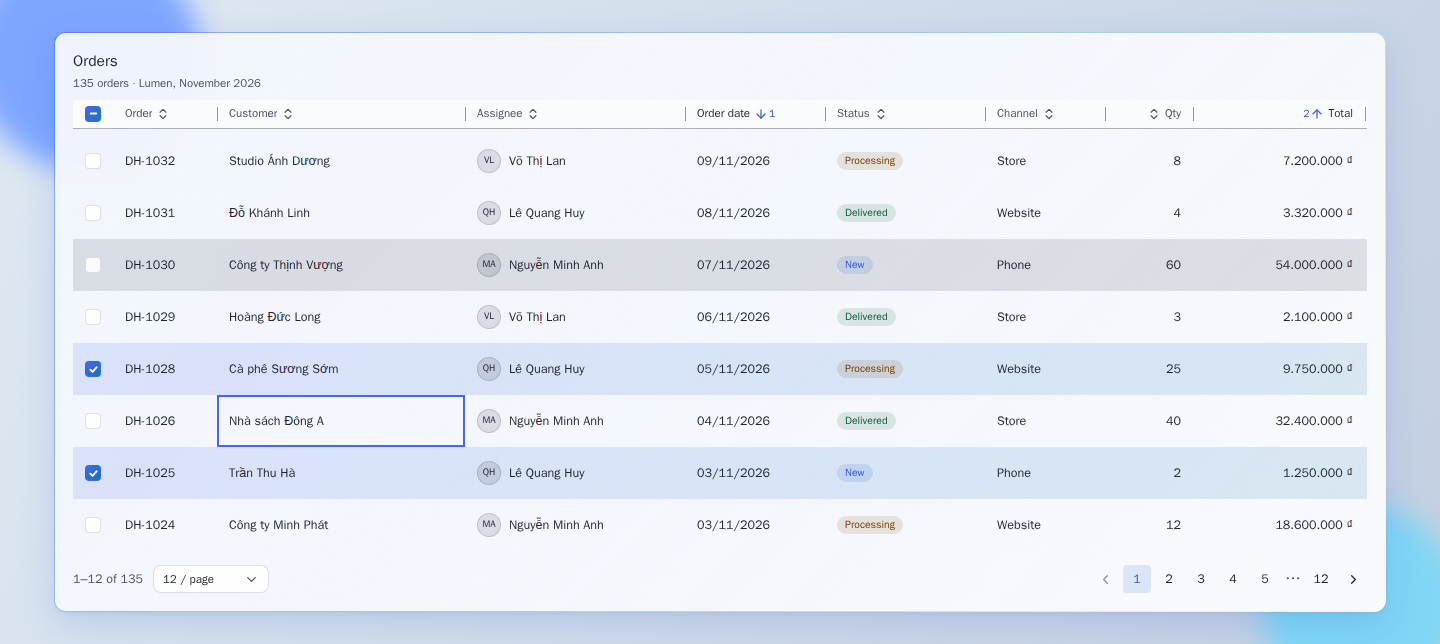 Orders
135 orders · Lumen, November 2026
Order Customer Assignee Order date 1 Status Channel Qty 2 Total
DH-1032 Studio Ánh Dương VL Võ Thị Lan 09/11/2026 Processing Store 8 7.200.000 ₫
DH-1031 Đỗ Khánh Linh QH Lê Quang Huy 08/11/2026 Delivered Website 4 3.320.000 ₫
DH-1030 Công ty Thịnh Vượng MA Nguyễn Minh Anh 07/11/2026 New Phone 60 54.000.000 ₫
DH-1029 Hoàng Đức Long VL Võ Thị Lan 06/11/2026 Delivered Store 3 2.100.000 ₫
DH-1028 Cà phê Sương Sớm QH Lê Quang Huy 05/11/2026 Processing Website 25 9.750.000 ₫
DH-1026 Nhà sách Đông A MA Nguyễn Minh Anh 04/11/2026 Delivered Store 40 32.400.000 ₫
DH-1025 Trần Thu Hà QH Lê Quang Huy 03/11/2026 New Phone 2 1.250.000 ₫
DH-1024 Công ty Minh Phát MA Nguyễn Minh Anh 03/11/2026 Processing Website 12 18.600.000 ₫
1–12 of 135 12 / page 1 2 3 4 5 ··· 12